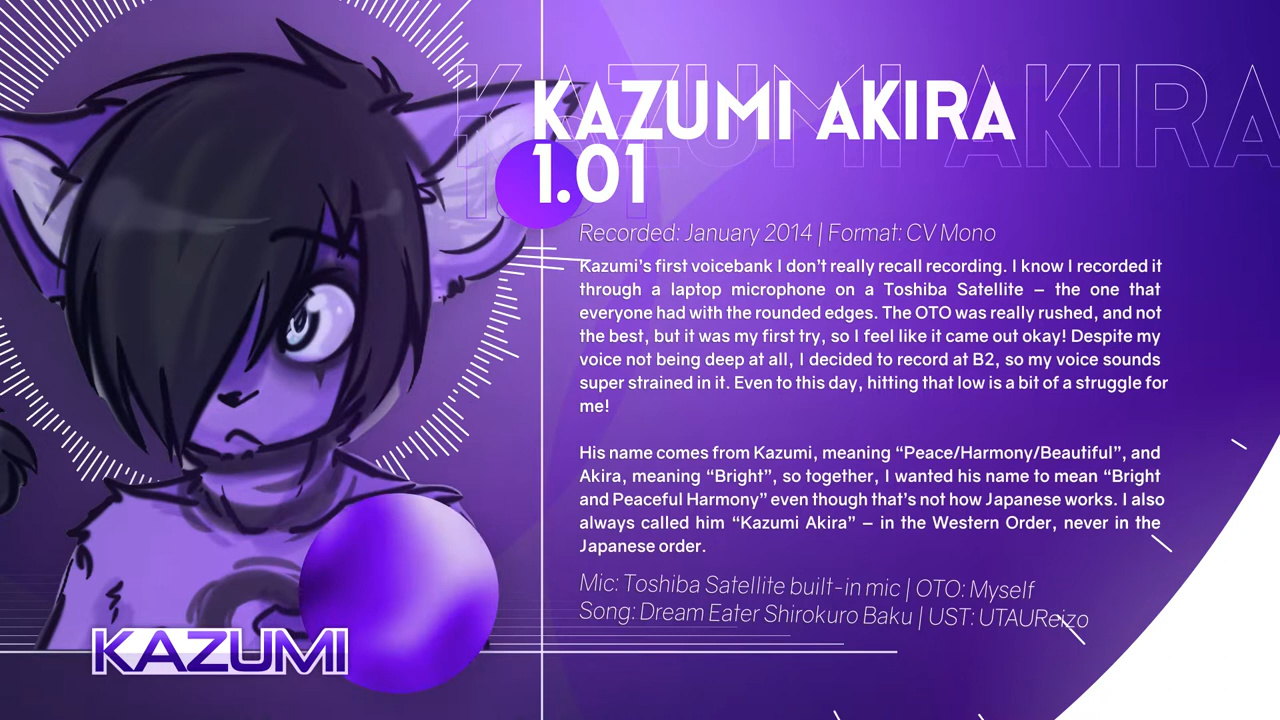 KAZUMI AKIRA
KAZUMI AKIRA
1.01
1.01
Recorded: January 2014 | Format: CV Mono
Kazumi's first voicebank I don't really recall recording. I know I recorded it
through a laptop microphone on a Toshiba Satellite – the one that
everyone had with the rounded edges. The OTO was really rushed, and not
the best, but it was my first try, so I feel like it came out okay! Despite my
voice not being deep at all, I decided to record at B2, so my voice sounds
super strained in it. Even to this day, hitting that low is a bit of a struggle for
me!
His name comes from Kazumi, meaning “Peace/Harmony/Beautiful”, and
Akira, meaning “Bright”, so together, I wanted his name to mean “Bright
and Peaceful Harmony” even though that's not how Japanese works. I also
always called him “Kazumi Akira” – in the Western Order, never in the
Japanese order.
Mic: Toshiba Satellite built-in mic | OTO: Myself
Song: Dream Eater Shirokuro Baku | UST: UTAUReizo
KAZUMI